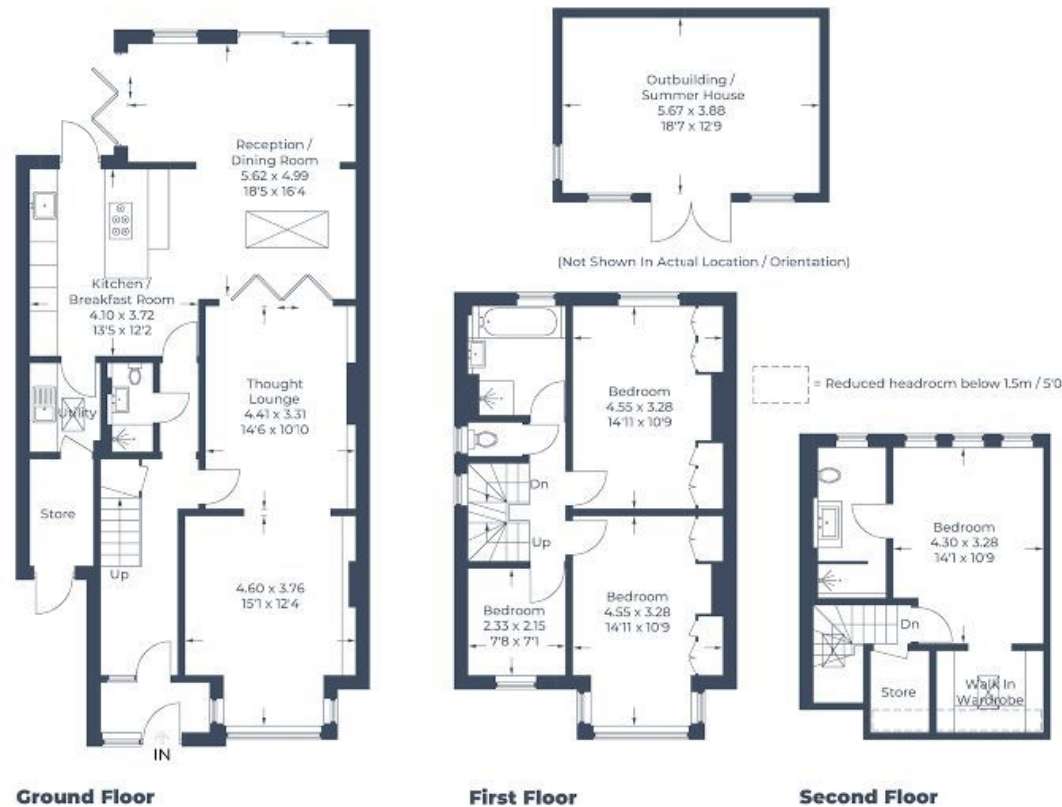 Reception /
Dining Room
5.62 x 4.99
18'5 x 16'4
Kitchen /
Breakfast Room
4.10 x 3.72
13'5 x 12'2
Utility
Thought
Lounge
4.41 x 3.31
14'6 x 10'10
Store
Up
4.60 x 3.76
15'1 x 12'4
IN
Ground Floor
Outbuilding /
Summer House
5.67 x 3.88
18'7 x 12'9
(Not Shown In Actual Location / Orientation)
Bedroom
4.55 x 3.28
14'11 x 10'9
Dn
Up
Bedroom
2.33 x 2.15
7'8 x 7'1
Bedroom
4.55 x 3.28
14'11 x 10'9
First Floor
= Reduced headroom below 1.5m / 5'0
Bedroom
4.30 x 3.28
14'1 x 10'9
Dn
Store
Walk In
Wardrobe
Second Floor